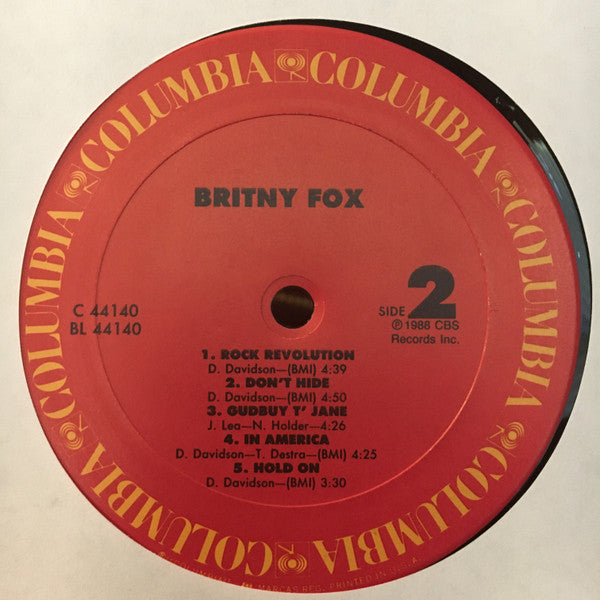 COLUMBIA COLUMBIA COLUMBIA COLUMBIA COLUMBIA COLUMBIA
BRITNY FOX
C 44140
BL 44140
SIDE 2
℗ 1988 CBS
Records Inc.
1. ROCK REVOLUTION
D. Davidson—(BMI) 4:39
2. DON'T HIDE
D. Davidson—(BMI) 4:50
3. GUDBUY T' JANE
J. Lea—N. Holder—4:26
4. IN AMERICA
D. Davidson—T. Destra—(BMI) 4:25
5. HOLD ON
D. Davidson—(BMI) 3:30
MARCAS REG. PRINTED IN U.S.A.